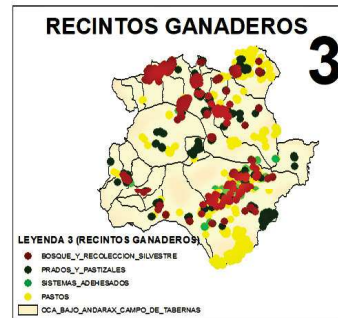 RECINTOS GANADEROS
3
LEYENDA 3 (RECINTOS GANADEROS)
BOSQUE_Y_RECOLECCION_SILVESTRE
PRADOS_Y_PASTIZALES
SISTEMAS_ADEHESADOS
PASTOS
OCA_BAJO_ANDARAX_CAMPO_DE_TABERNAS